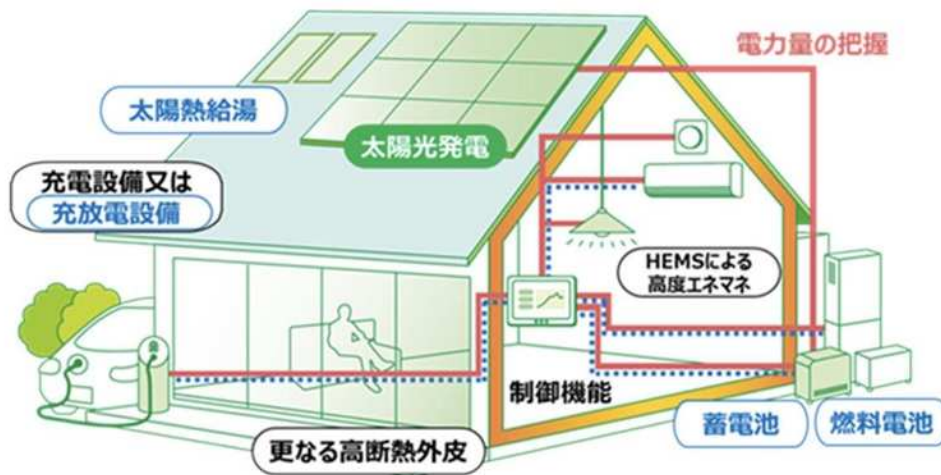 電力量の把握
太陽熱給湯
太陽光発電
充電設備又は
充放電設備
HEMSによる
高度エネマネ
制御機能
蓄電池
燃料電池
更なる高断熱外皮